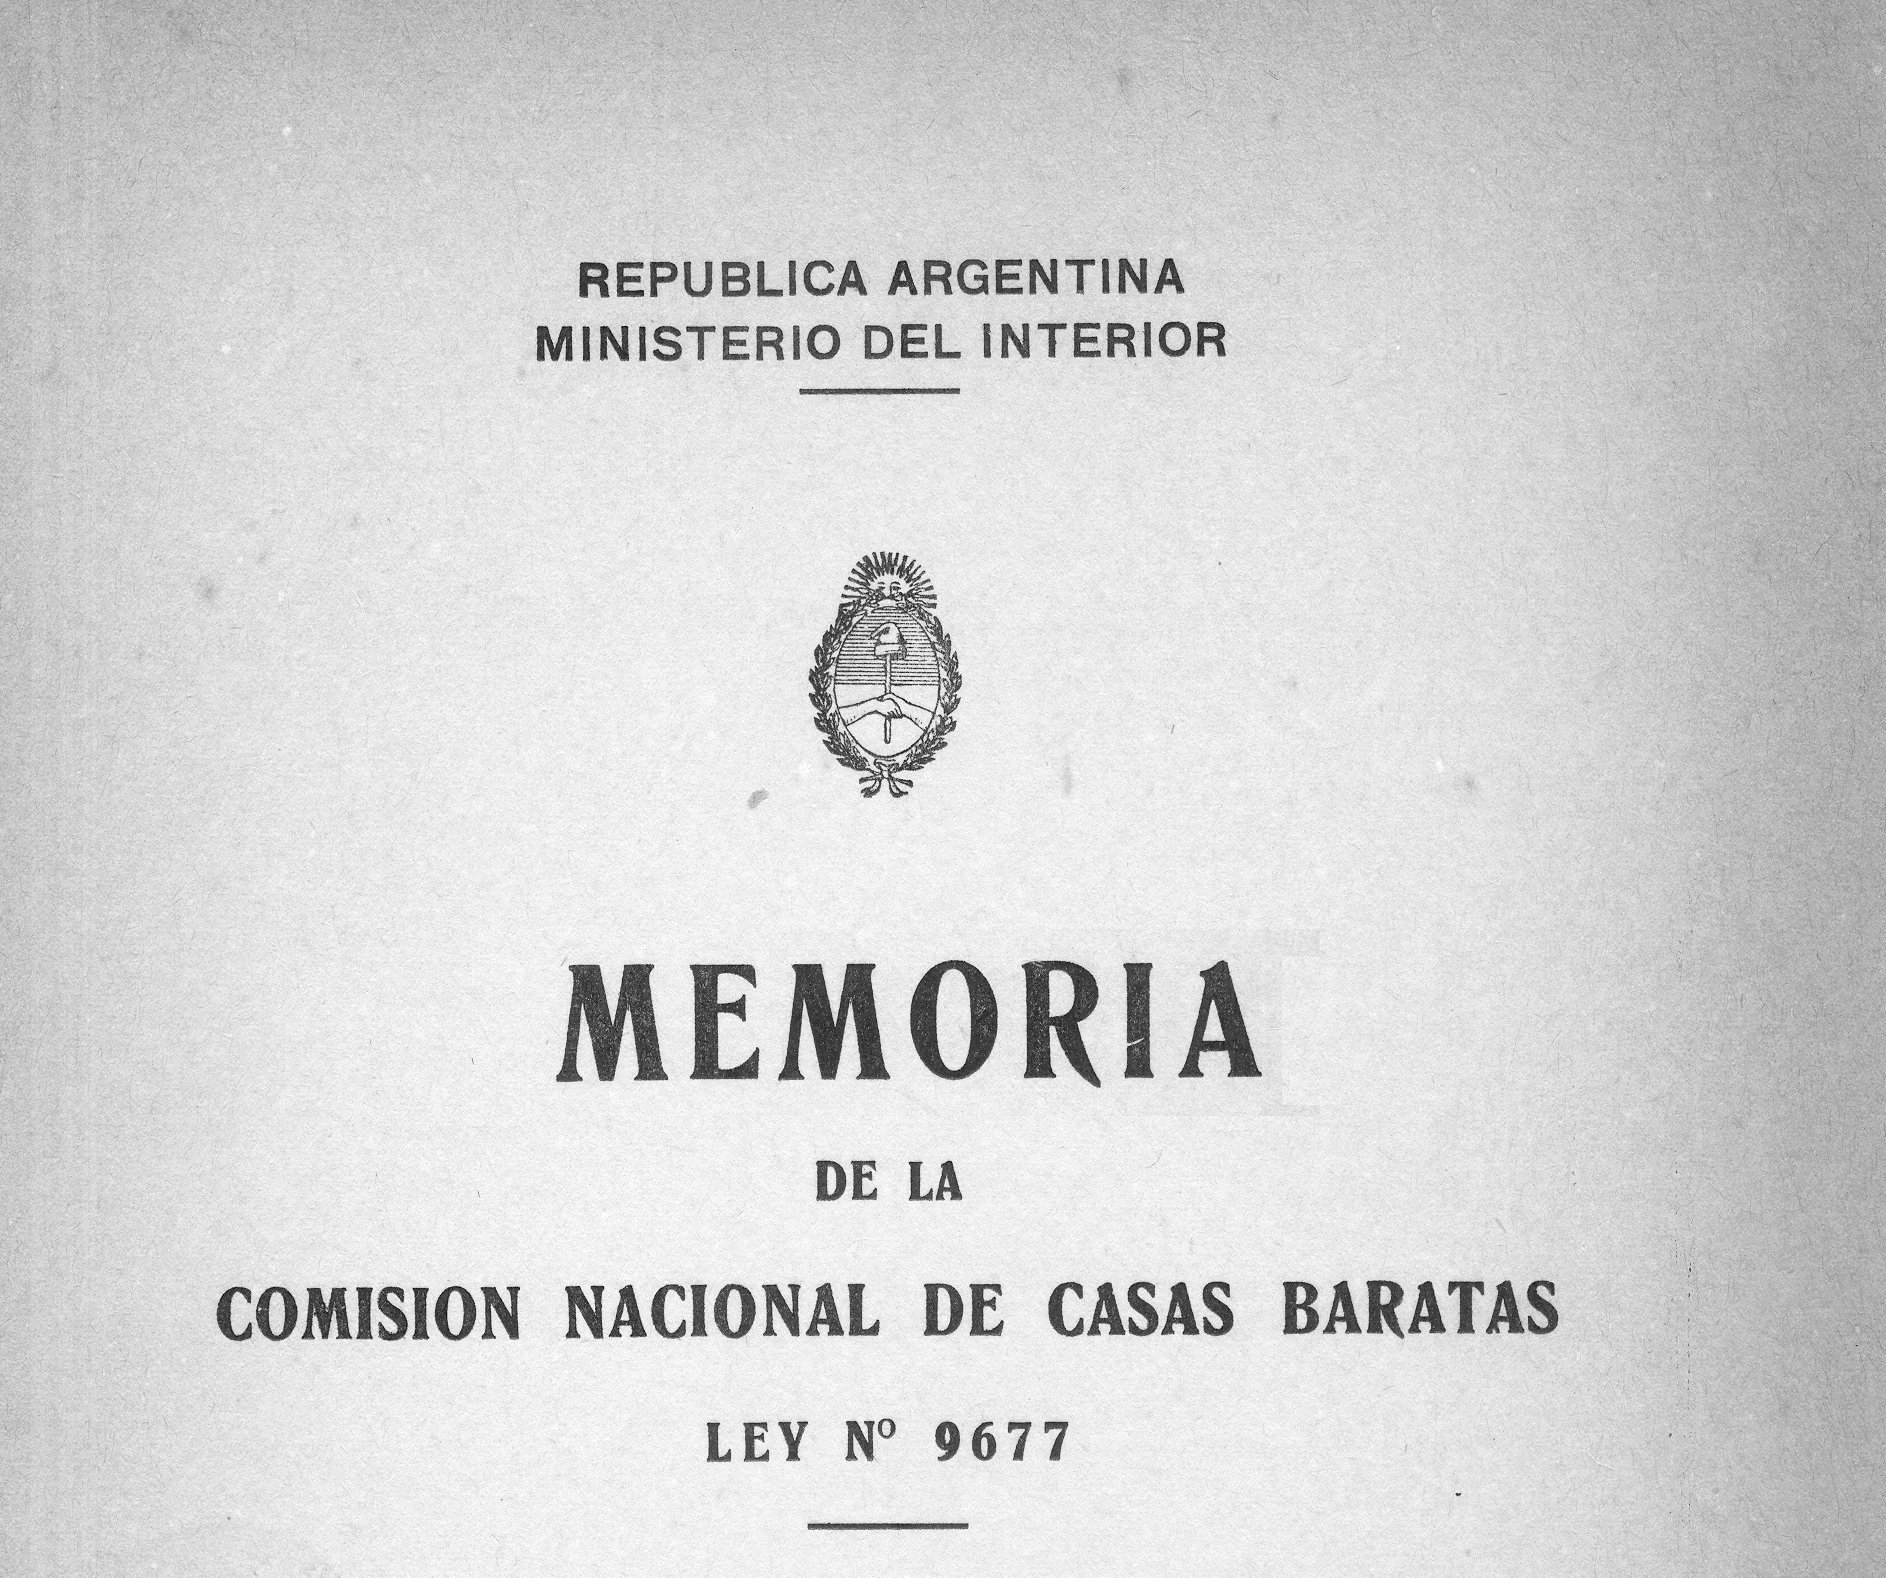 REPUBLICA ARGENTINA
MINISTERIO DEL INTERIOR
MEMORIA
DE LA
COMISION NACIONAL DE CASAS BARATAS
LEY Nº 9677